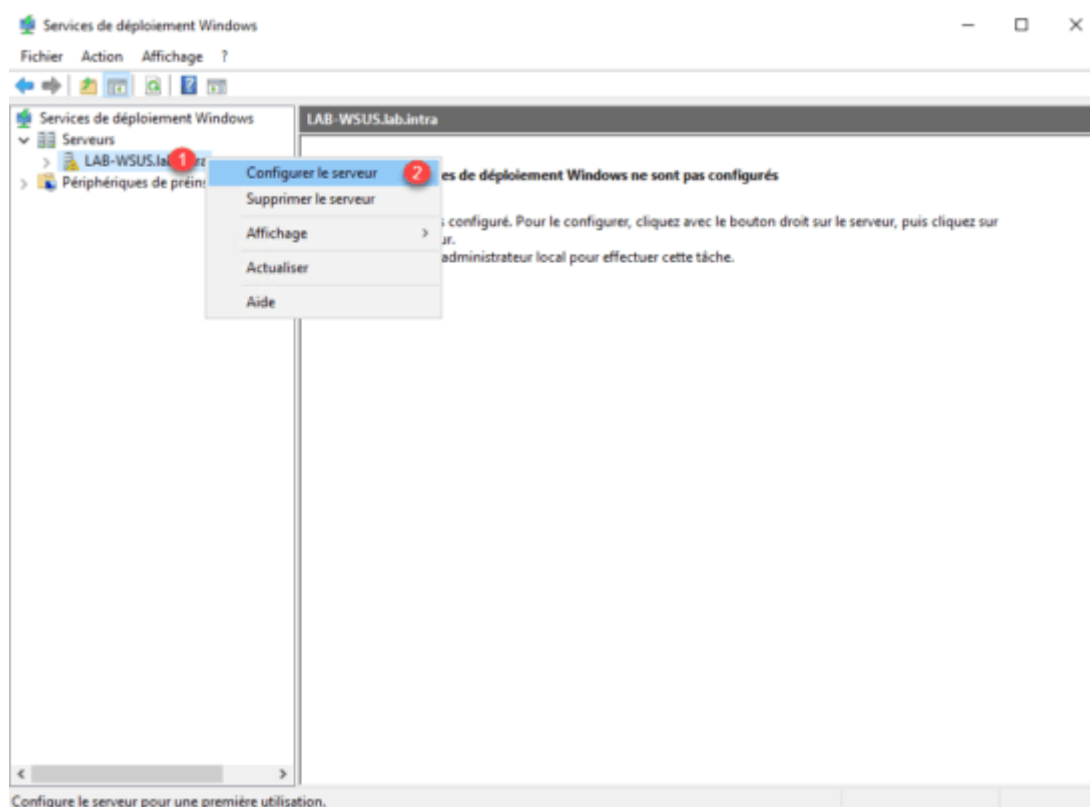 Services de déploiement Windows
Fichier Action Affichage ?
Services de déploiement Windows
Serveurs
LAB-WSUS.la
1
Périphériques de préins
LAB-WSUS.lab.intra
Configurer le serveur
2
Supprimer le serveur
Affichage
Actualiser
Aide
es de déploiement Windows ne sont pas configurés
configuré. Pour le configurer, cliquez avec le bouton droit sur le serveur, puis cliquez sur
ur.
administrateur local pour effectuer cette tâche.
Configure le serveur pour une première utilisation.